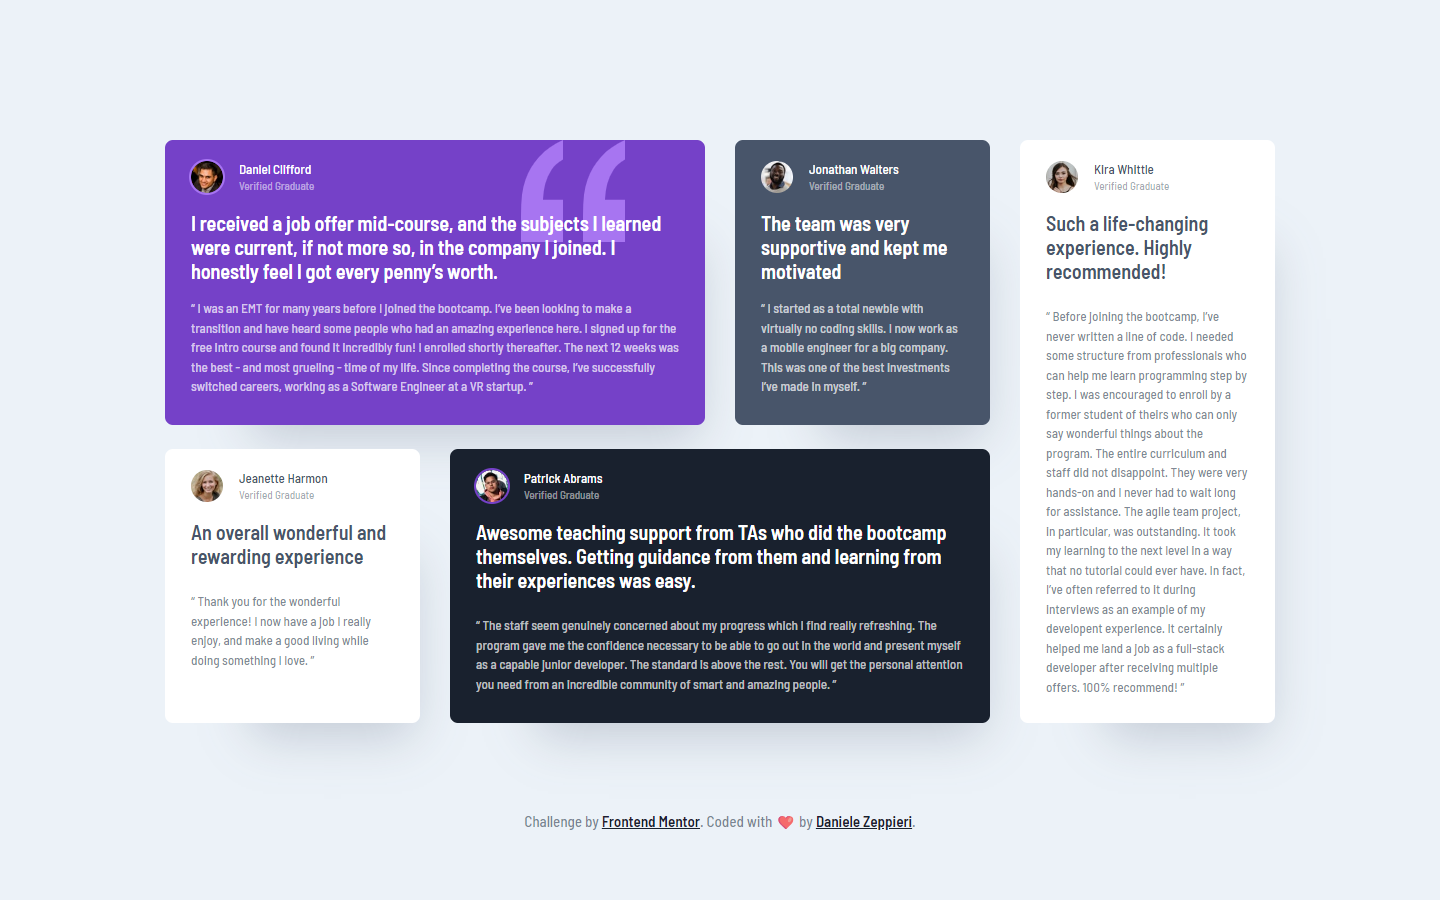 Daniel Clifford
Verified Graduate
I received a job offer mid-course, and the subjects I learned
were current, if not more so, in the company I joined. I
honestly feel I got every penny’s worth.
“ I was an EMT for many years before I joined the bootcamp. I’ve been looking to make a
transition and have heard some people who had an amazing experience here. I signed up for the
free intro course and found it incredibly fun! I enrolled shortly thereafter. The next 12 weeks was
the best - and most grueling - time of my life. Since completing the course, I’ve successfully
switched careers, working as a Software Engineer at a VR startup. ”
Jonathan Walters
Verified Graduate
The team was very
supportive and kept me
motivated
“ I started as a total newbie with
virtually no coding skills. I now work as
a mobile engineer for a big company.
This was one of the best investments
I’ve made in myself. ”
Kira Whittle
Verified Graduate
Such a life-changing
experience. Highly
recommended!
“ Before joining the bootcamp, I’ve
never written a line of code. I needed
some structure from professionals who
can help me learn programming step by
step. I was encouraged to enroll by a
former student of theirs who can only
say wonderful things about the
program. The entire curriculum and
staff did not disappoint. They were very
hands-on and I never had to wait long
for assistance. The agile team project,
in particular, was outstanding. It took
my learning to the next level in a way
that no tutorial could ever have. In fact,
I’ve often referred to it during
interviews as an example of my
developent experience. It certainly
helped me land a job as a full-stack
developer after receiving multiple
offers. 100% recommend! ”
Jeanette Harmon
Verified Graduate
An overall wonderful and
rewarding experience
“ Thank you for the wonderful
experience! I now have a job I really
enjoy, and make a good living while
doing something I love. ”
Patrick Abrams
Verified Graduate
Awesome teaching support from TAs who did the bootcamp
themselves. Getting guidance from them and learning from
their experiences was easy.
“ The staff seem genuinely concerned about my progress which I find really refreshing. The
program gave me the confidence necessary to be able to go out in the world and present myself
as a capable junior developer. The standard is above the rest. You will get the personal attention
you need from an incredible community of smart and amazing people. ”
Challenge by Frontend Mentor. Coded with ❤️ by Daniele Zeppieri.